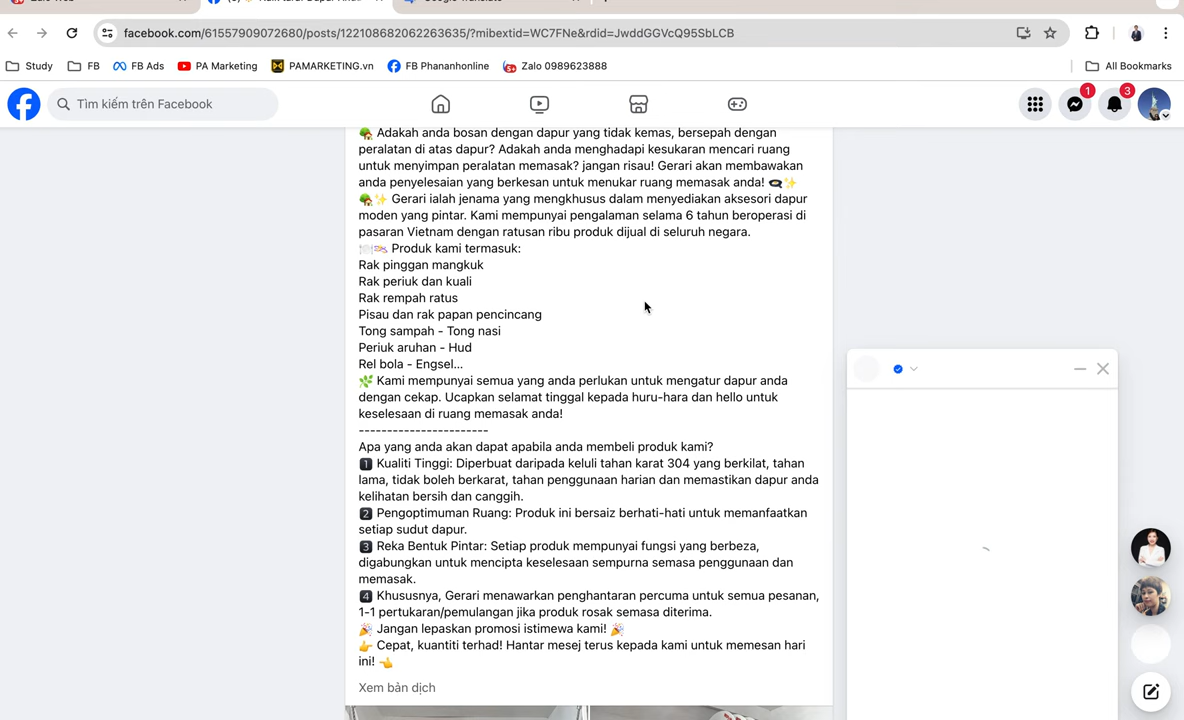 facebook.com/61557909072680/posts/122108682062263635/?mibextid=WC7FNe&rdid=JwddGGVcQ95SbLCB
Study FB FB Ads PA Marketing PAMARKETING.vn FB Phananhonline Zalo 0989623888 All Bookmarks
Tìm kiếm trên Facebook 1 3
🏡 Adakah anda bosan dengan dapur yang tidak kemas, bersepah dengan
peralatan di atas dapur? Adakah anda menghadapi kesukaran mencari ruang
untuk menyimpan peralatan memasak? jangan risau! Gerari akan membawakan
anda penyelesaian yang berkesan untuk menukar ruang memasak anda! 🍳✨
🏡✨ Gerari ialah jenama yang mengkhusus dalam menyediakan aksesori dapur
moden yang pintar. Kami mempunyai pengalaman selama 6 tahun beroperasi di
pasaran Vietnam dengan ratusan ribu produk dijual di seluruh negara.
🍽️🎏 Produk kami termasuk:
Rak pinggan mangkuk
Rak periuk dan kuali
Rak rempah ratus
Pisau dan rak papan pencincang
Tong sampah - Tong nasi
Periuk aruhan - Hud
Rel bola - Engsel...
🌿 Kami mempunyai semua yang anda perlukan untuk mengatur dapur anda
dengan cekap. Ucapkan selamat tinggal kepada huru-hara dan hello untuk
keselesaan di ruang memasak anda!
-----------------------
Apa yang anda akan dapat apabila anda membeli produk kami?
1️⃣ Kualiti Tinggi: Diperbuat daripada keluli tahan karat 304 yang berkilat, tahan
lama, tidak boleh berkarat, tahan penggunaan harian dan memastikan dapur anda
kelihatan bersih dan canggih.
2️⃣ Pengoptimuman Ruang: Produk ini bersaiz berhati-hati untuk memanfaatkan
setiap sudut dapur.
3️⃣ Reka Bentuk Pintar: Setiap produk mempunyai fungsi yang berbeza,
digabungkan untuk mencipta keselesaan sempurna semasa penggunaan dan
memasak.
4️⃣ Khususnya, Gerari menawarkan penghantaran percuma untuk semua pesanan,
1-1 pertukaran/pemulangan jika produk rosak semasa diterima.
🎉 Jangan lepaskan promosi istimewa kami! 🎉
👉 Cepat, kuantiti terhad! Hantar mesej terus kepada kami untuk memesan hari
ini! 👈
Xem bản dịch